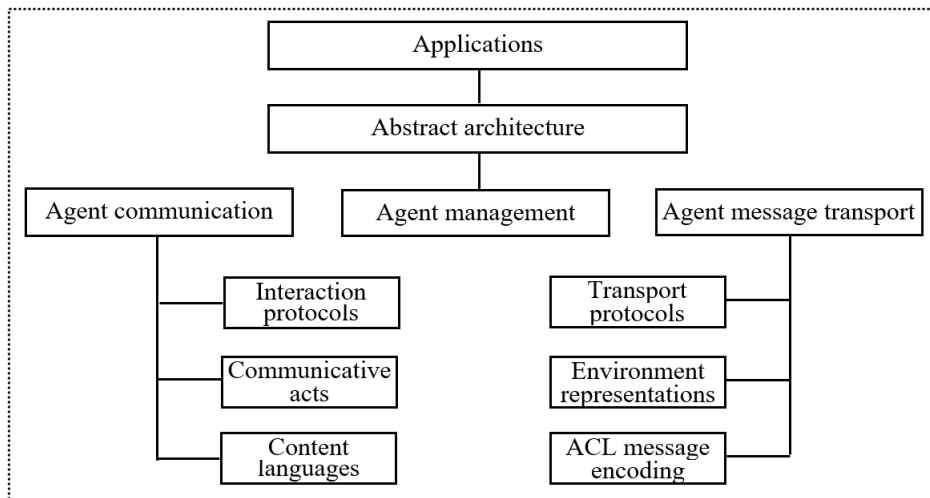 Applications
Abstract architecture
Agent communication
Agent management
Agent message transport
Interaction
protocols
Transport
protocols
Communicative
acts
Environment
representations
Content
languages
ACL message
encoding